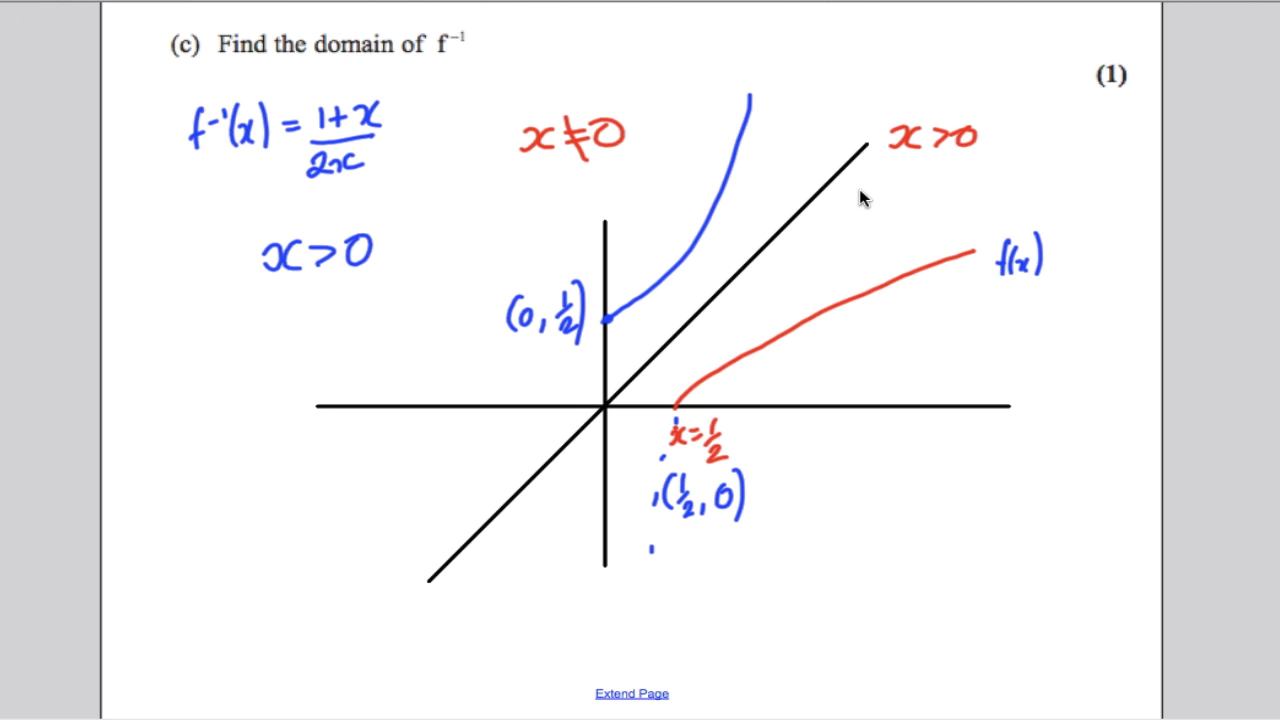 (c) Find the domain of f⁻¹
(1)
f⁻¹(x) = 1+x / 2x
x ≠ 0
x > 0
x > 0
f(x)
(0, 1/2)
x = 1/2
(1/2, 0)
Extend Page